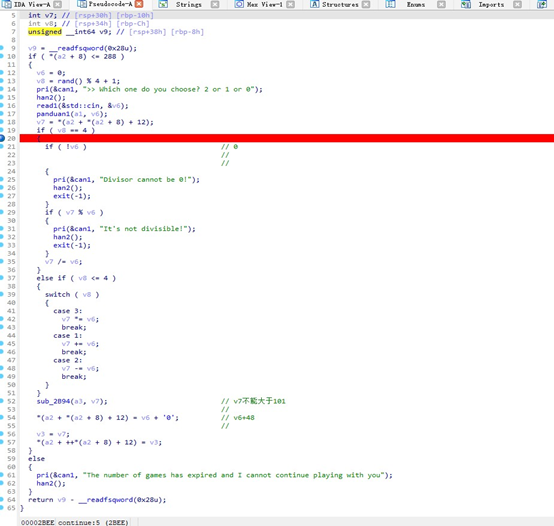 IDA View-A Pseudocode-A Strings Hex View-1 Structures Enums Imports
5 int v7; // [rsp+30h] [rbp-10h]
6 int v8; // [rsp+34h] [rbp-Ch]
7 unsigned __int64 v9; // [rsp+38h] [rbp-8h]
8
9 v9 = __readfsqword(0x28u);
10 if ( *(a2 + 8) <= 288 )
11 {
12 v6 = 0;
13 v8 = rand() % 4 + 1;
14 pri(&can1, ">> Which one do you choose? 2 or 1 or 0");
15 han2();
16 read1(&std::cin, &v6);
17 panduan1(a1, v6);
18 v7 = *(a2 + *(a2 + 8) + 12);
19 if ( v8 == 4 )
20
21 if ( !v6 ) // 0
22 //
23 //
24 {
25 pri(&can1, "Divisor cannot be 0!");
26 han2();
27 exit(-1);
28 }
29 if ( v7 % v6 )
30 {
31 pri(&can1, "It's not divisible!");
32 han2();
33 exit(-1);
34 }
35 v7 /= v6;
36 }
37 else if ( v8 <= 4 )
38 {
39 switch ( v8 )
40 {
41 case 3:
42 v7 *= v6;
43 break;
44 case 1:
45 v7 += v6;
46 break;
47 case 2:
48 v7 -= v6;
49 break;
50 }
51 }
52 sub_2B94(a3, v7); // v7不能大于101
53 //
54 *(a2 + *(a2 + 8) + 12) = v6 + '0'; // v6+48
55 //
56 v3 = v7;
57 *(a2 + ++*(a2 + 8) + 12) = v3;
58 }
59 else
60 {
61 pri(&can1, "The number of games has expired and I cannot continue playing with you");
62 han2();
63 }
64 return v9 - __readfsqword(0x28u);
65 }
00002BEE continue:5 (2BEE)